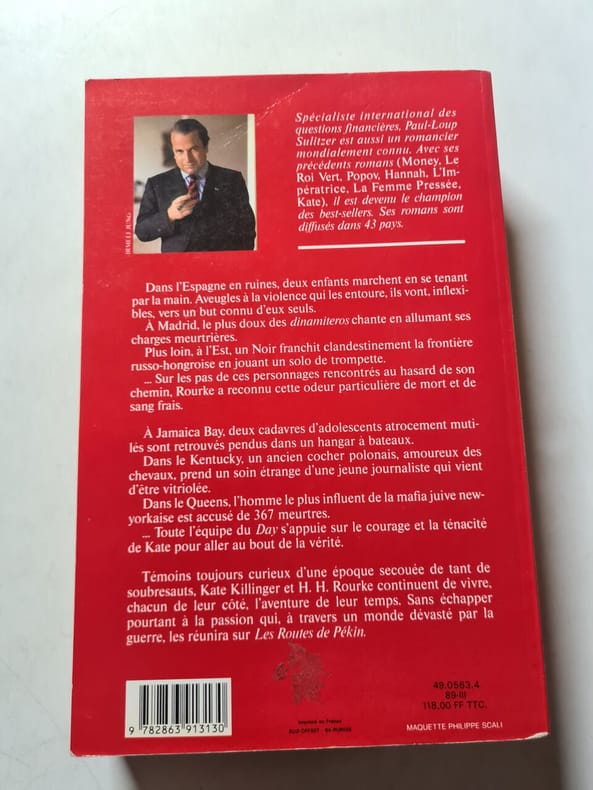 Spécialiste international des
questions financières, Paul-Loup
Sulitzer est aussi un romancier
mondialement connu. Avec ses
précédents romans (Money, Le
Roi Vert, Popov, Hannah, L'Im-
pératrice, La Femme Pressée,
Kate), il est devenu le champion
des best-sellers. Ses romans sont
diffusés dans 43 pays.
IRMELI JUNG
Dans l'Espagne en ruines, deux enfants marchent en se tenant
par la main. Aveugles à la violence qui les entoure, ils vont, inflexi-
bles, vers un but connu d'eux seuls.
À Madrid, le plus doux des dinamiteros chante en allumant ses
charges meurtrières.
Plus loin, à l'Est, un Noir franchit clandestinement la frontière
russo-hongroise en jouant un solo de trompette.
... Sur les pas de ces personnages rencontrés au hasard de son
chemin, Rourke a reconnu cette odeur particulière de mort et de
sang frais.
À Jamaica Bay, deux cadavres d'adolescents atrocement muti-
lés sont retrouvés pendus dans un hangar à bateaux.
Dans le Kentucky, un ancien cocher polonais, amoureux des
chevaux, prend un soin étrange d'une jeune journaliste qui vient
d'être vitriolée.
Dans le Queens, l'homme le plus influent de la mafia juive new-
yorkaise est accusé de 367 meurtres.
... Toute l'équipe du Day s'appuie sur le courage et la ténacité
de Kate pour aller au bout de la vérité.
Témoins toujours curieux d'une époque secouée de tant de
soubresauts, Kate Killinger et H. H. Rourke continuent de vivre,
chacun de leur côté, l'aventure de leur temps. Sans échapper
pourtant à la passion qui, à travers un monde dévasté par la
guerre, les réunira sur Les Routes de Pékin.
9 782863 913130
Imprimé en France
SUD-OFFSET - 94-RUNGIS
49.0563.4
89-III
118.00 FF TTC.
MAQUETTE PHILIPPE SCALI